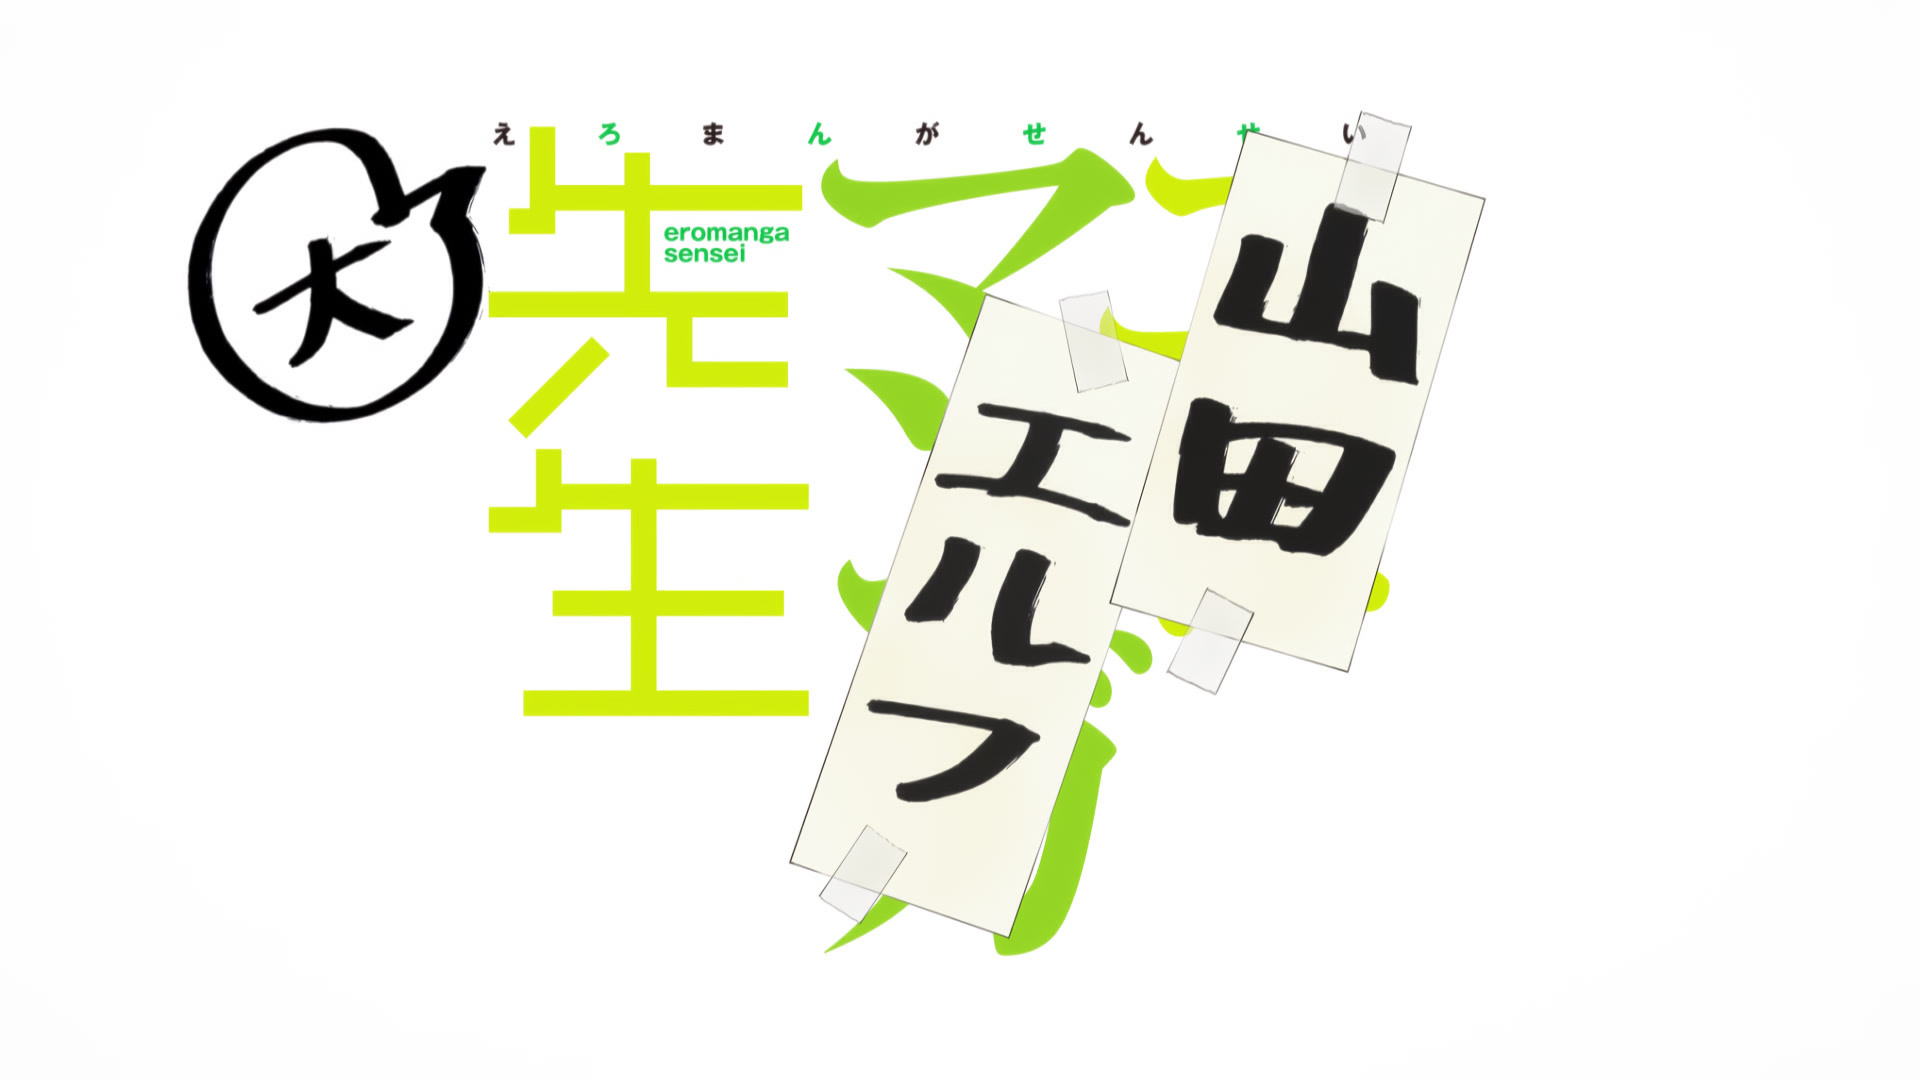 えろまんがせんせい
山田
エルフ
マ
大
先生
eromanga
sensei